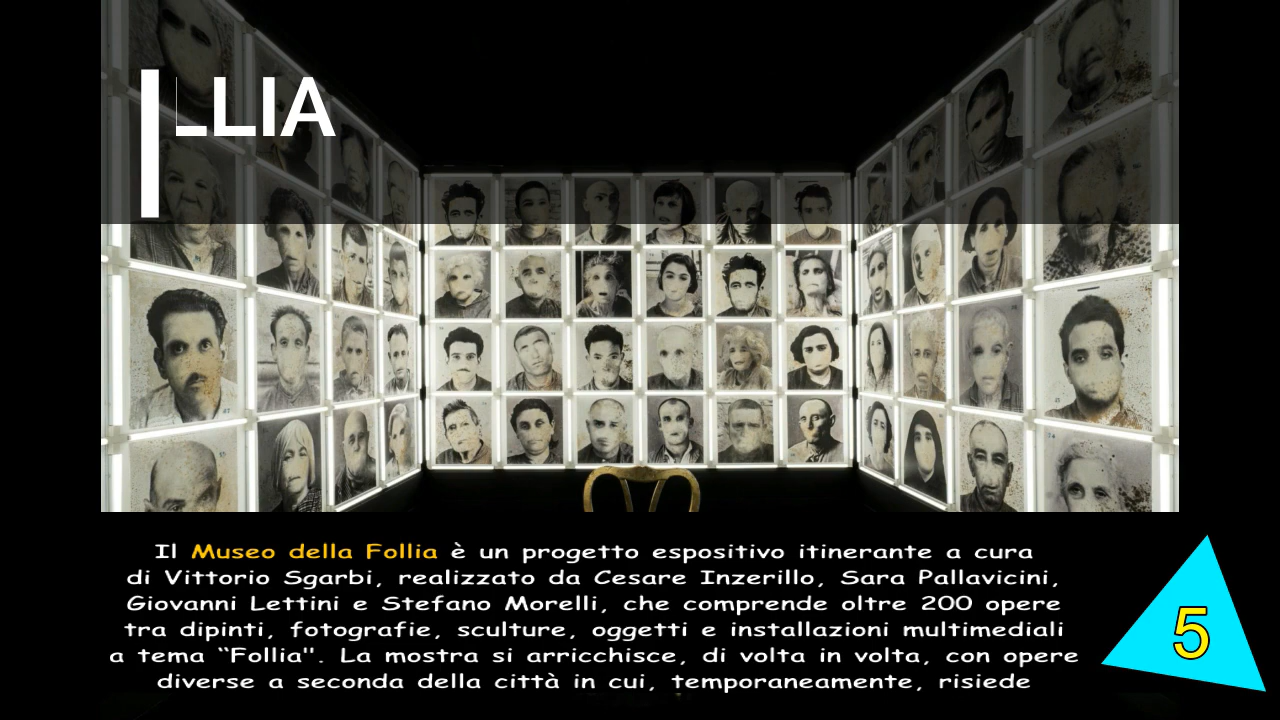 LLIA
Il Museo della Follia è un progetto espositivo itinerante a cura
di Vittorio Sgarbi, realizzato da Cesare Inzerillo, Sara Pallavicini,
Giovanni Lettini e Stefano Morelli, che comprende oltre 200 opere
tra dipinti, fotografie, sculture, oggetti e installazioni multimediali
a tema “Follia". La mostra si arricchisce, di volta in volta, con opere
diverse a seconda della città in cui, temporaneamente, risiede
5